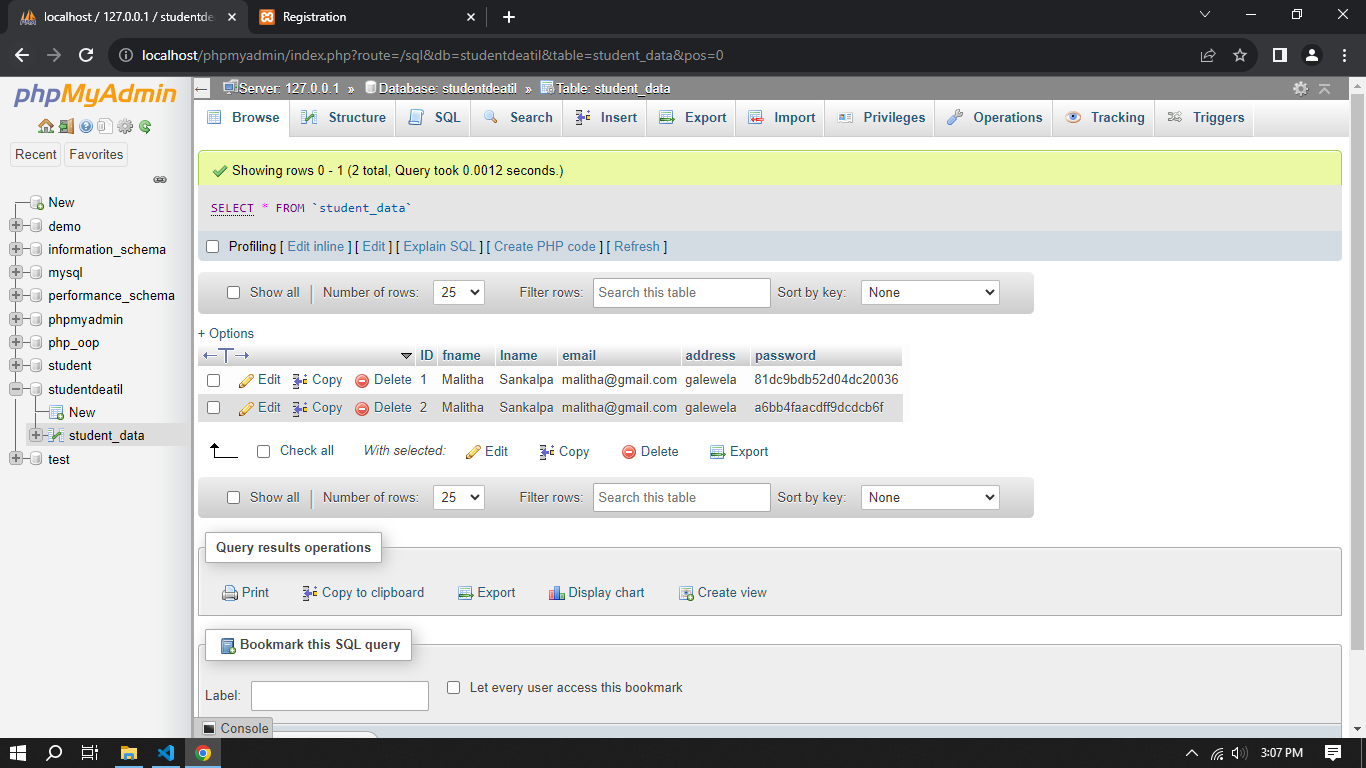 localhost / 127.0.0.1 / studentde
Registration
localhost/phpmyadmin/index.php?route=/sql&db=studentdeatil&table=student_data&pos=0
phpMyAdmin
Recent Favorites
New
demo
information_schema
mysql
performance_schema
phpmyadmin
php_oop
student
studentdeatil
New
student_data
test
Server: 127.0.0.1 » Database: studentdeatil » Table: student_data
Browse Structure SQL Search Insert Export Import Privileges Operations Tracking Triggers
Showing rows 0 - 1 (2 total, Query took 0.0012 seconds.)
SELECT * FROM `student_data`
Profiling [ Edit inline ] [ Edit ] [ Explain SQL ] [ Create PHP code ] [ Refresh ]
Show all Number of rows: 25 Filter rows: Search this table Sort by key: None
+ Options
ID fname lname email address password
Edit Copy Delete 1 Malitha Sankalpa malitha@gmail.com galewela 81dc9bdb52d04dc20036
Edit Copy Delete 2 Malitha Sankalpa malitha@gmail.com galewela a6bb4faacdff9dcdcb6f
Check all With selected: Edit Copy Delete Export
Show all Number of rows: 25 Filter rows: Search this table Sort by key: None
Query results operations
Print Copy to clipboard Export Display chart Create view
Bookmark this SQL query
Label: Let every user access this bookmark
Console
3:07 PM